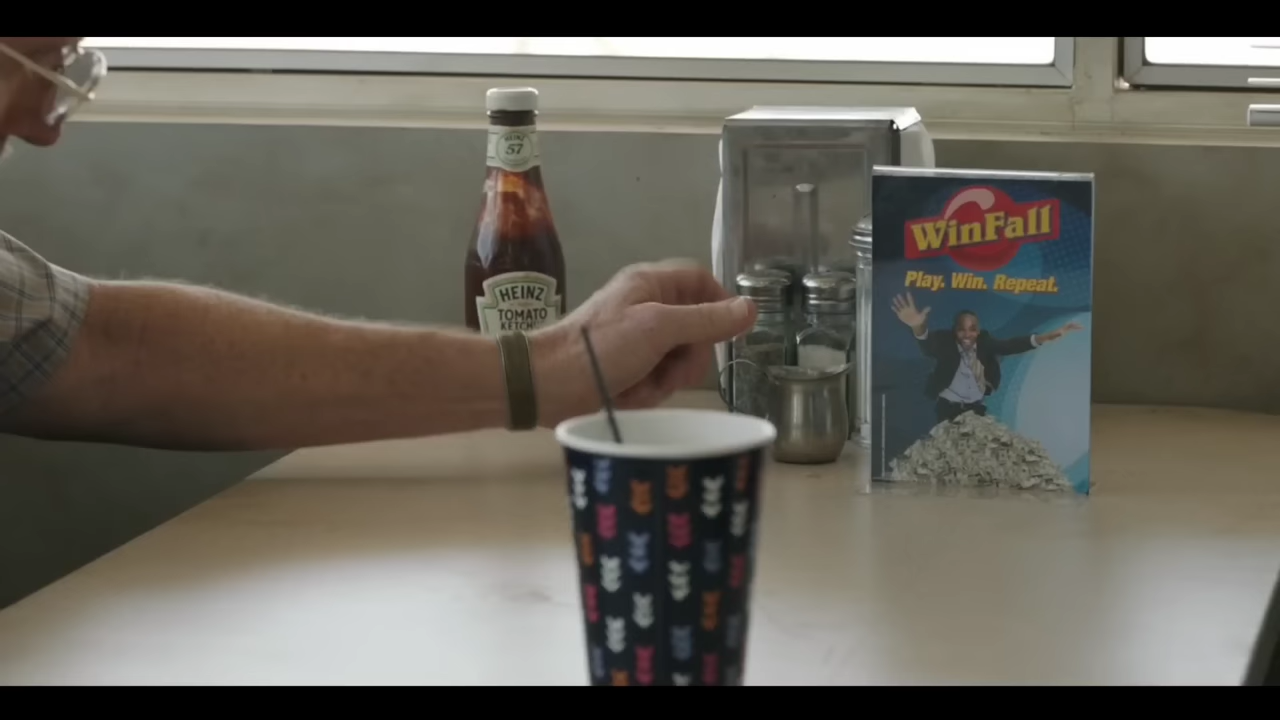 HEINZ
57
HEINZ
TOMATO
KETCHUP
WinFall
Play. Win. Repeat.